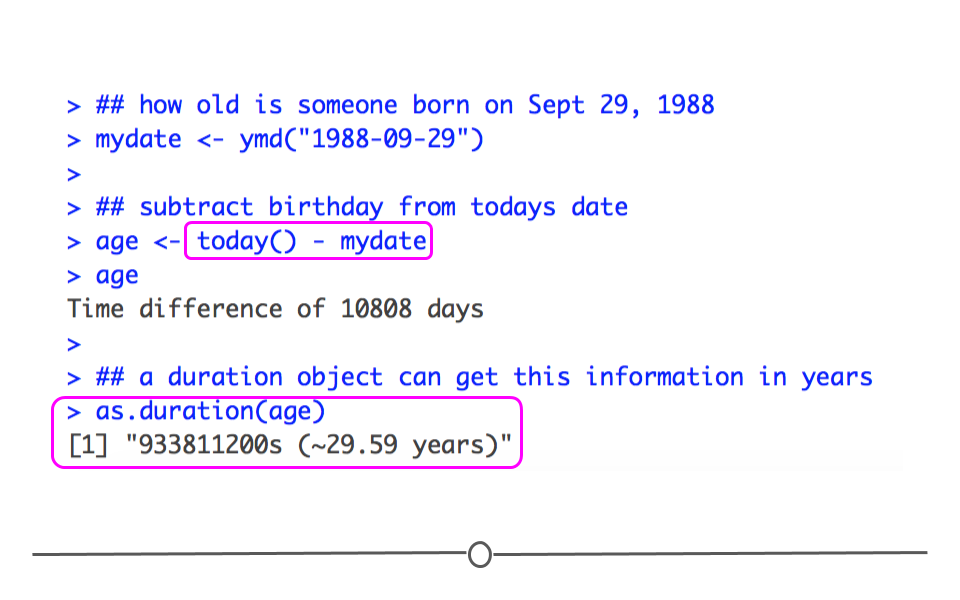 > ## how old is someone born on Sept 29, 1988
> mydate <- ymd("1988-09-29")
>
> ## subtract birthday from todays date
> age <- today() - mydate
> age
Time difference of 10808 days
>
> ## a duration object can get this information in years
> as.duration(age)
[1] "933811200s (~29.59 years)"